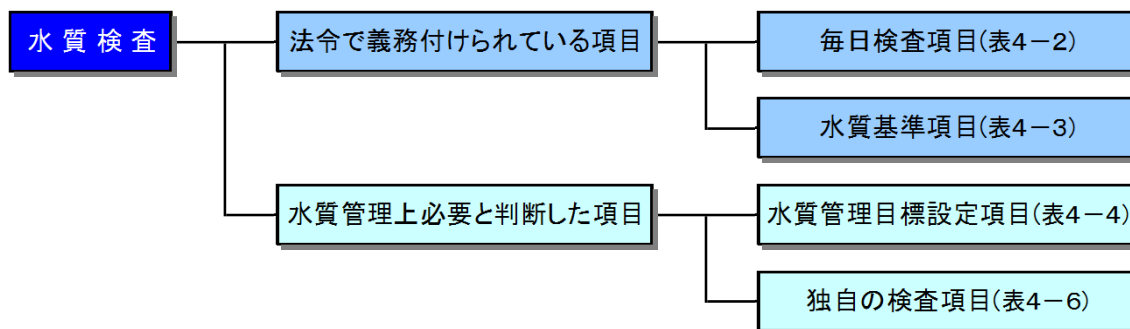 水質検査
法令で義務付けられている項目
毎日検査項目(表4－2)
水質基準項目(表4－3)
水質管理上必要と判断した項目
水質管理目標設定項目(表4－4)
独自の検査項目(表4－6)